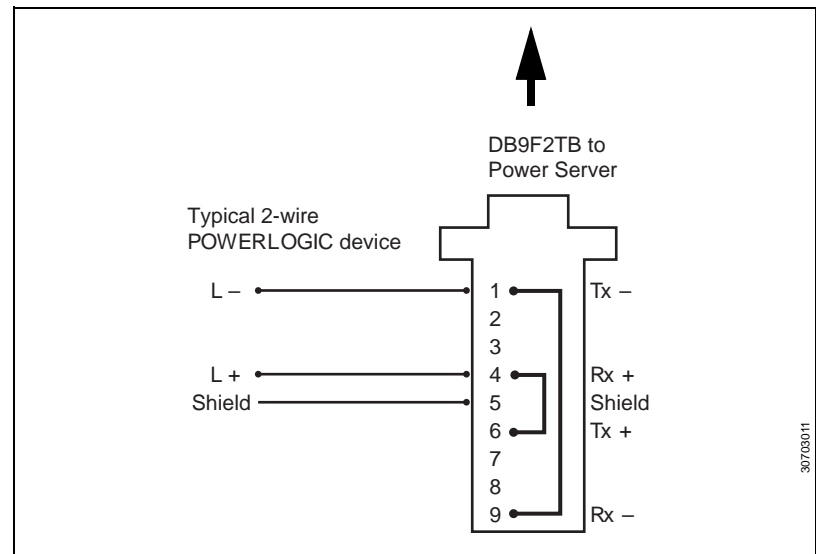 DB9F2TB to
Power Server
Typical 2-wire
POWERLOGIC device
L – 1 Tx –
2
3
L + 4 Rx +
Shield 5 Shield
6 Tx +
7
8
9 Rx –
30703011